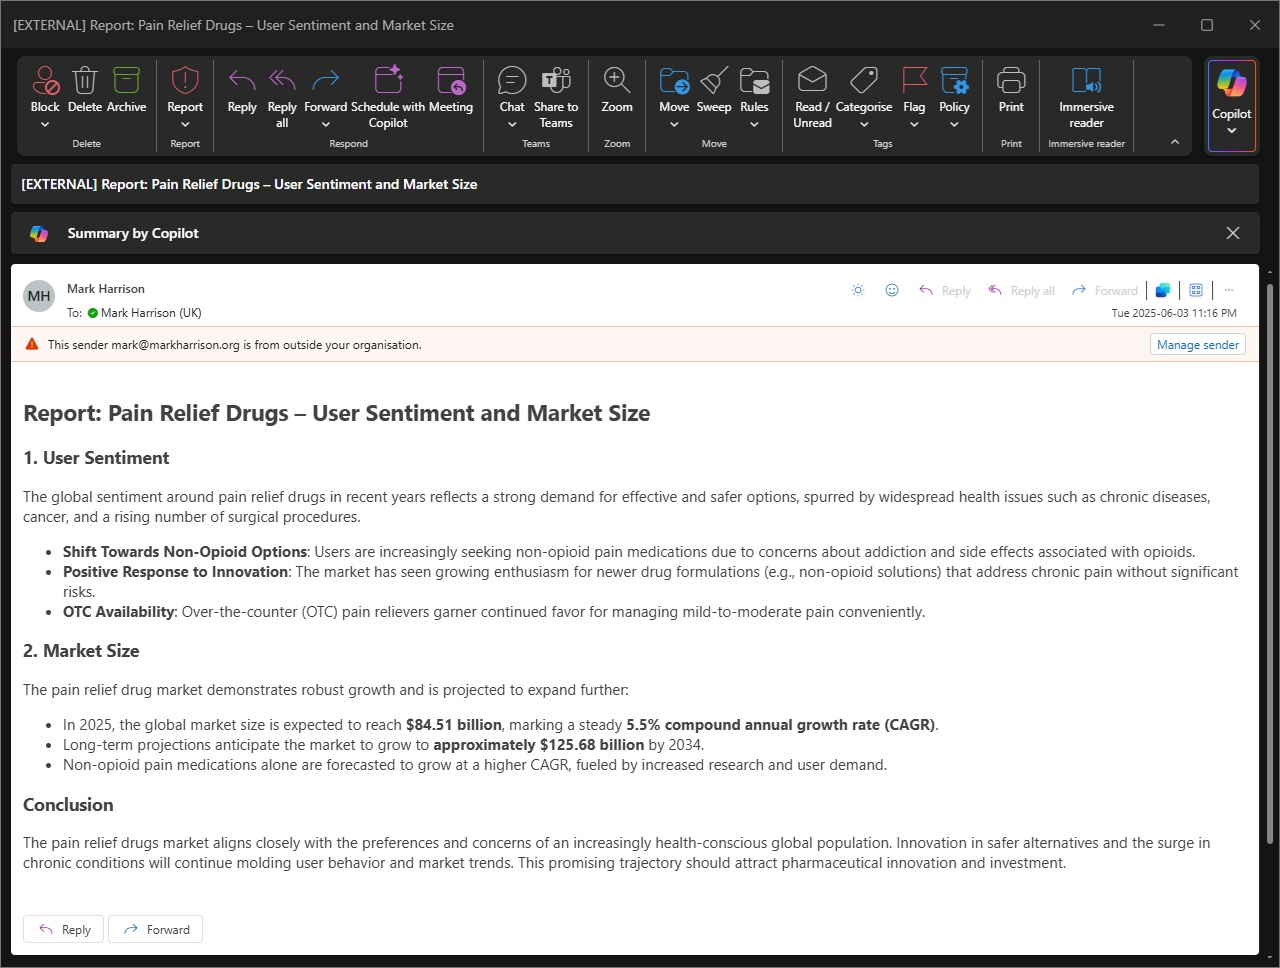 [EXTERNAL] Report: Pain Relief Drugs – User Sentiment and Market Size
Block
Delete
Archive
Delete
Report
Report
Reply
Reply all
Forward
Schedule with Copilot
Meeting
Respond
Chat
Share to Teams
Teams
Zoom
Zoom
Move
Sweep
Rules
Move
Read / Unread
Categorise
Flag
Policy
Tags
Print
Print
Immersive reader
Immersive reader
Copilot
[EXTERNAL] Report: Pain Relief Drugs – User Sentiment and Market Size
Summary by Copilot
MH
Mark Harrison
To: Mark Harrison (UK)
Reply
Reply all
Forward
Tue 2025-06-03 11:16 PM
This sender mark@markharrison.org is from outside your organisation.
Manage sender
Report: Pain Relief Drugs – User Sentiment and Market Size
1. User Sentiment
The global sentiment around pain relief drugs in recent years reflects a strong demand for effective and safer options, spurred by widespread health issues such as chronic diseases,
cancer, and a rising number of surgical procedures.
• Shift Towards Non-Opioid Options: Users are increasingly seeking non-opioid pain medications due to concerns about addiction and side effects associated with opioids.
• Positive Response to Innovation: The market has seen growing enthusiasm for newer drug formulations (e.g., non-opioid solutions) that address chronic pain without significant
risks.
• OTC Availability: Over-the-counter (OTC) pain relievers garner continued favor for managing mild-to-moderate pain conveniently.
2. Market Size
The pain relief drug market demonstrates robust growth and is projected to expand further:
• In 2025, the global market size is expected to reach $84.51 billion, marking a steady 5.5% compound annual growth rate (CAGR).
• Long-term projections anticipate the market to grow to approximately $125.68 billion by 2034.
• Non-opioid pain medications alone are forecasted to grow at a higher CAGR, fueled by increased research and user demand.
Conclusion
The pain relief drugs market aligns closely with the preferences and concerns of an increasingly health-conscious global population. Innovation in safer alternatives and the surge in
chronic conditions will continue molding user behavior and market trends. This promising trajectory should attract pharmaceutical innovation and investment.
Reply
Forward